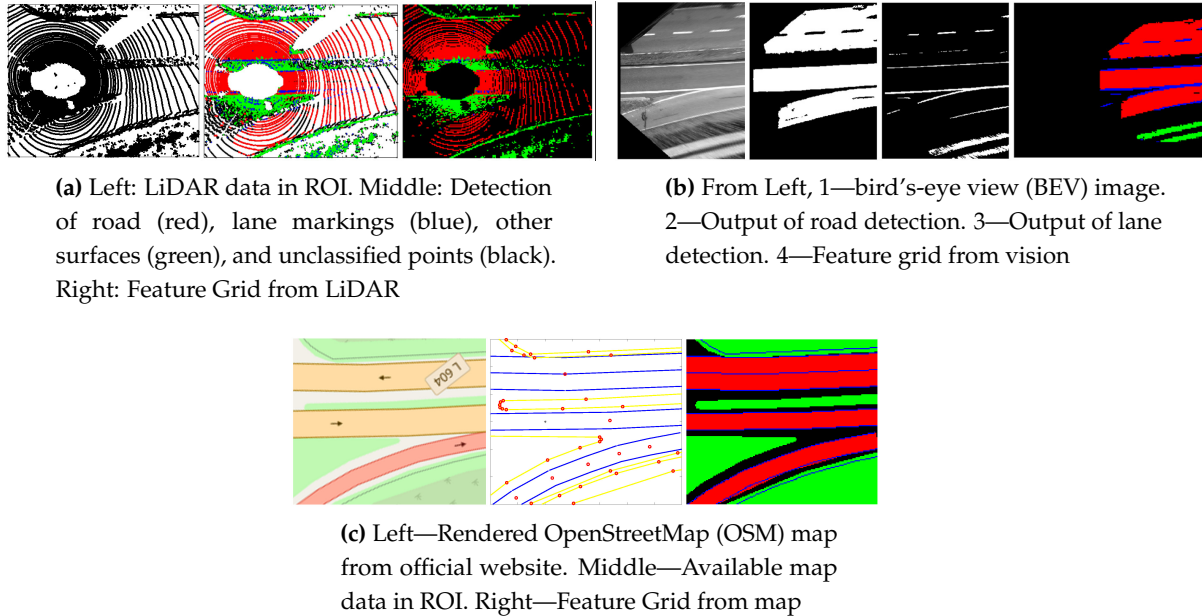 (a) Left: LiDAR data in ROI. Middle: Detection
of road (red), lane markings (blue), other
surfaces (green), and unclassified points (black).
Right: Feature Grid from LiDAR
(b) From Left, 1—bird's-eye view (BEV) image.
2—Output of road detection. 3—Output of lane
detection. 4—Feature grid from vision
L 604
(c) Left—Rendered OpenStreetMap (OSM) map
from official website. Middle—Available map
data in ROI. Right—Feature Grid from map